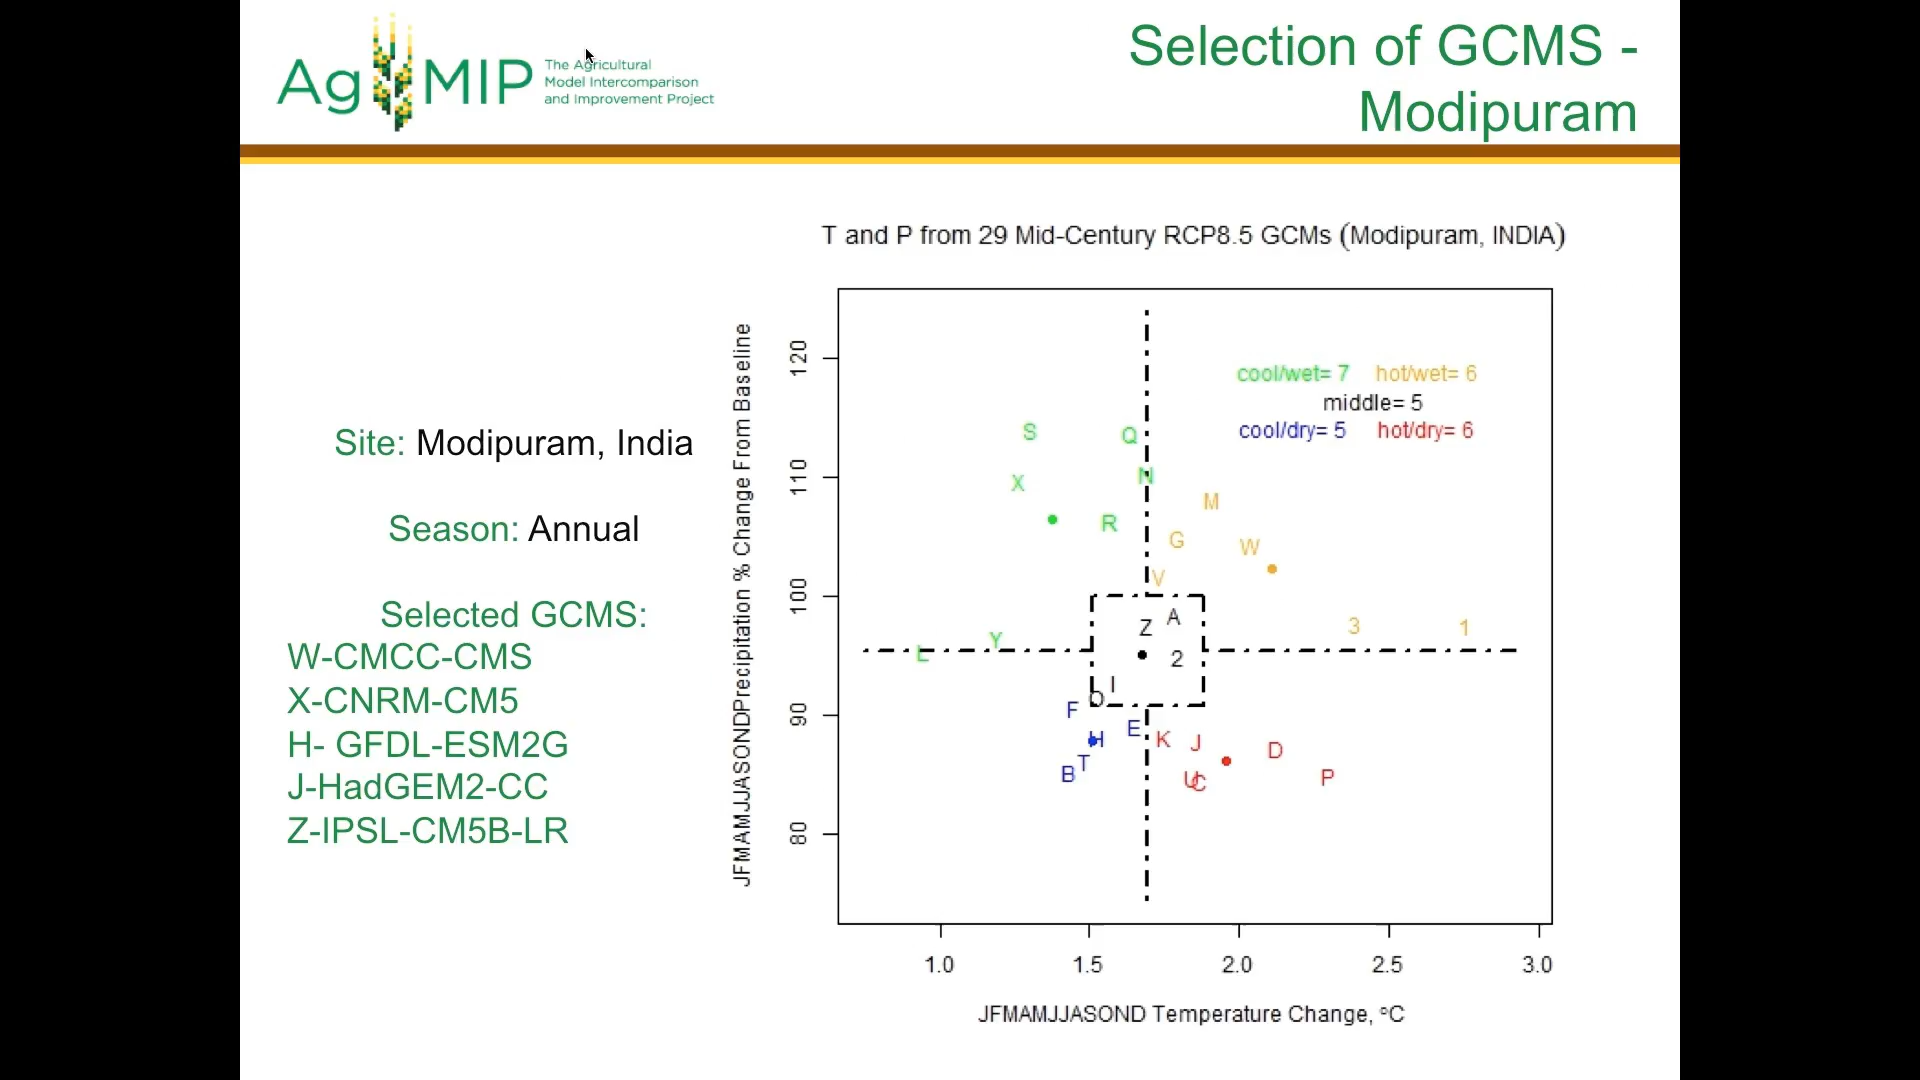 AgMIP
The Agricultural
Model Intercomparison
and Improvement Project
Selection of GCMS -
Modipuram
Site: Modipuram, India
Season: Annual
Selected GCMS:
W-CMCC-CMS
X-CNRM-CM5
H- GFDL-ESM2G
J-HadGEM2-CC
Z-IPSL-CM5B-LR
T and P from 29 Mid-Century RCP8.5 GCMs (Modipuram, INDIA)
JFMAMJJASONDPrecipitation % Change From Baseline
120
110
100
90
80
cool/wet= 7 hot/wet= 6
middle= 5
cool/dry= 5 hot/dry= 6
S Q
X N
M
R
G W
V
A
Z 3 1
Y
L 2
I
O
F
E
H K J
D
T
B U C P
1.0 1.5 2.0 2.5 3.0
JFMAMJJASOND Temperature Change, °C